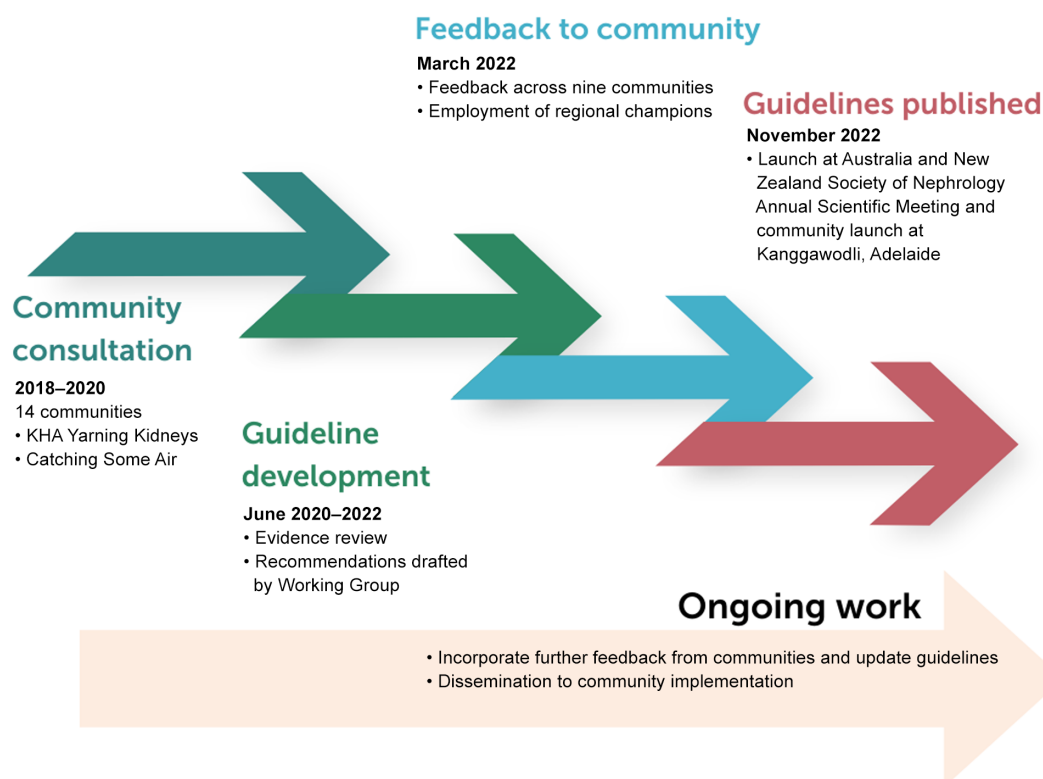 Feedback to community
March 2022
• Feedback across nine communities
• Employment of regional champions
Guidelines published
November 2022
• Launch at Australia and New
Zealand Society of Nephrology
Annual Scientific Meeting and
community launch at
Kanggawodli, Adelaide
Community
consultation
2018–2020
14 communities
• KHA Yarning Kidneys
• Catching Some Air
Guideline
development
June 2020–2022
• Evidence review
• Recommendations drafted
by Working Group
Ongoing work
• Incorporate further feedback from communities and update guidelines
• Dissemination to community implementation